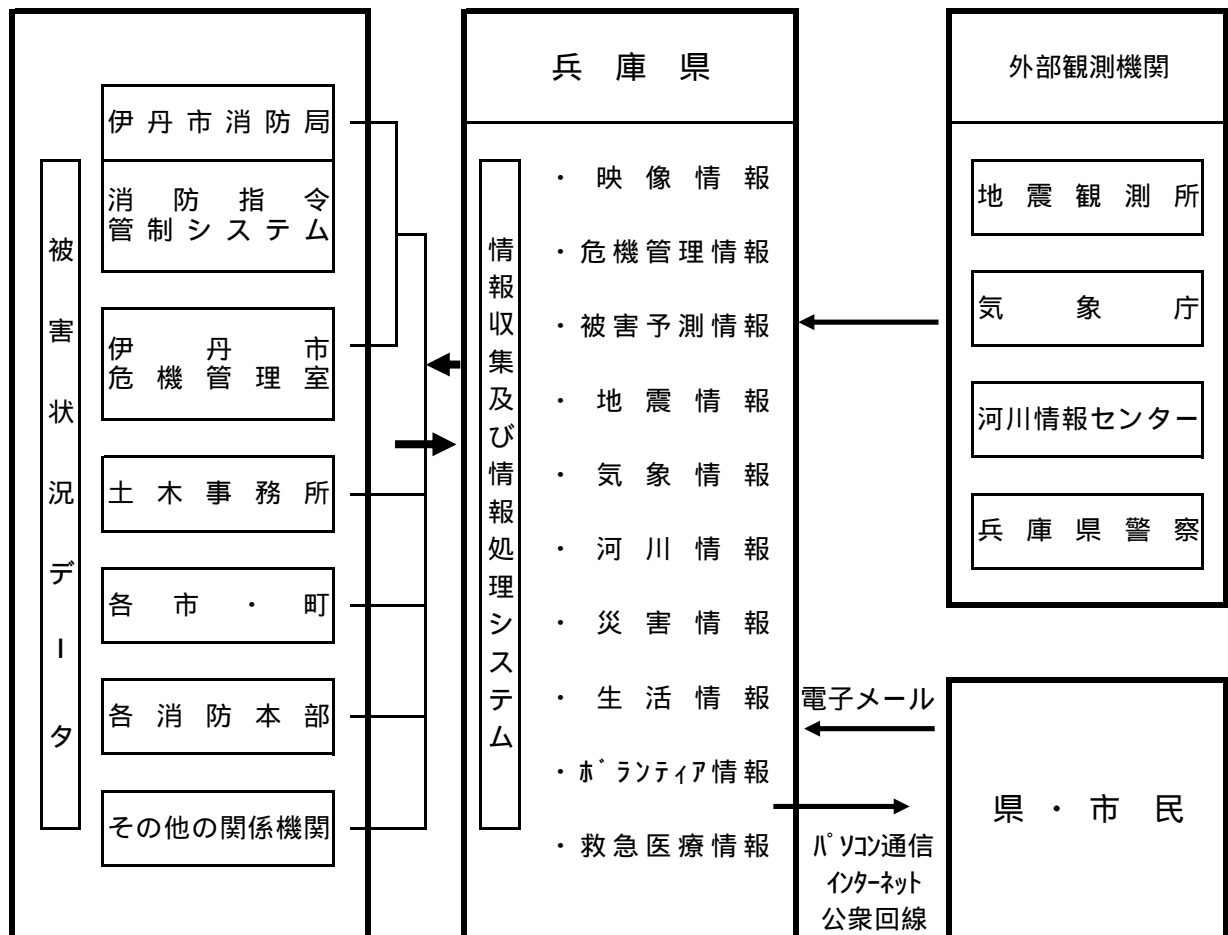 伊丹市消防局
消防指令
管制システム
伊丹市
危機管理室
土木事務所
各市・町
各消防本部
その他の関係機関
被害状況データ
兵庫県
情報収集及び情報処理システム
・映像情報
・危機管理情報
・被害予測情報
・地震情報
・気象情報
・河川情報
・災害情報
・生活情報
・ボランティア情報
・救急医療情報
外部観測機関
地震観測所
気象庁
河川情報センター
兵庫県警察
電子メール
パソコン通信
インターネット
公衆回線
県・市民